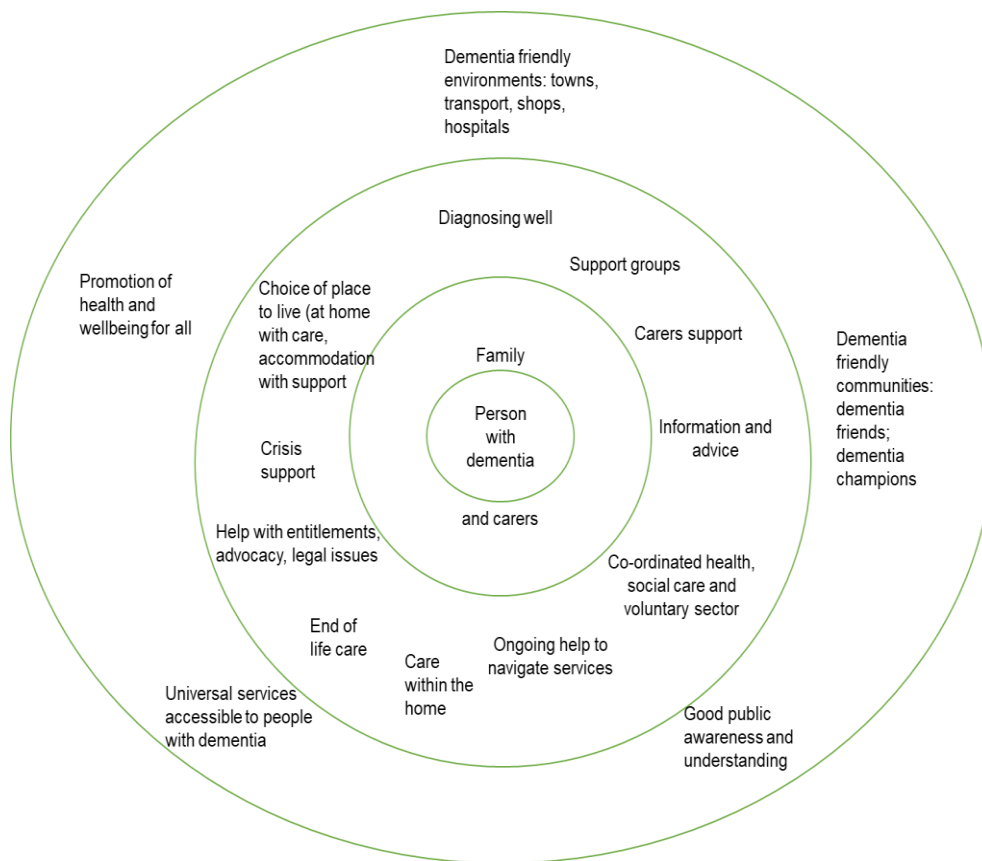 Dementia friendly
environments: towns,
transport, shops,
hospitals
Diagnosing well
Support groups
Promotion of
health and
wellbeing for all
Choice of place
to live (at home
with care,
accommodation
with support
Carers support
Dementia
friendly
communities:
dementia
friends;
dementia
champions
Family
Person
with
dementia
and carers
Information and
advice
Crisis
support
Help with entitlements,
advocacy, legal issues
Co-ordinated health,
social care and
voluntary sector
End of
life care
Care
within the
home
Ongoing help to
navigate services
Universal services
accessible to people
with dementia
Good public
awareness and
understanding